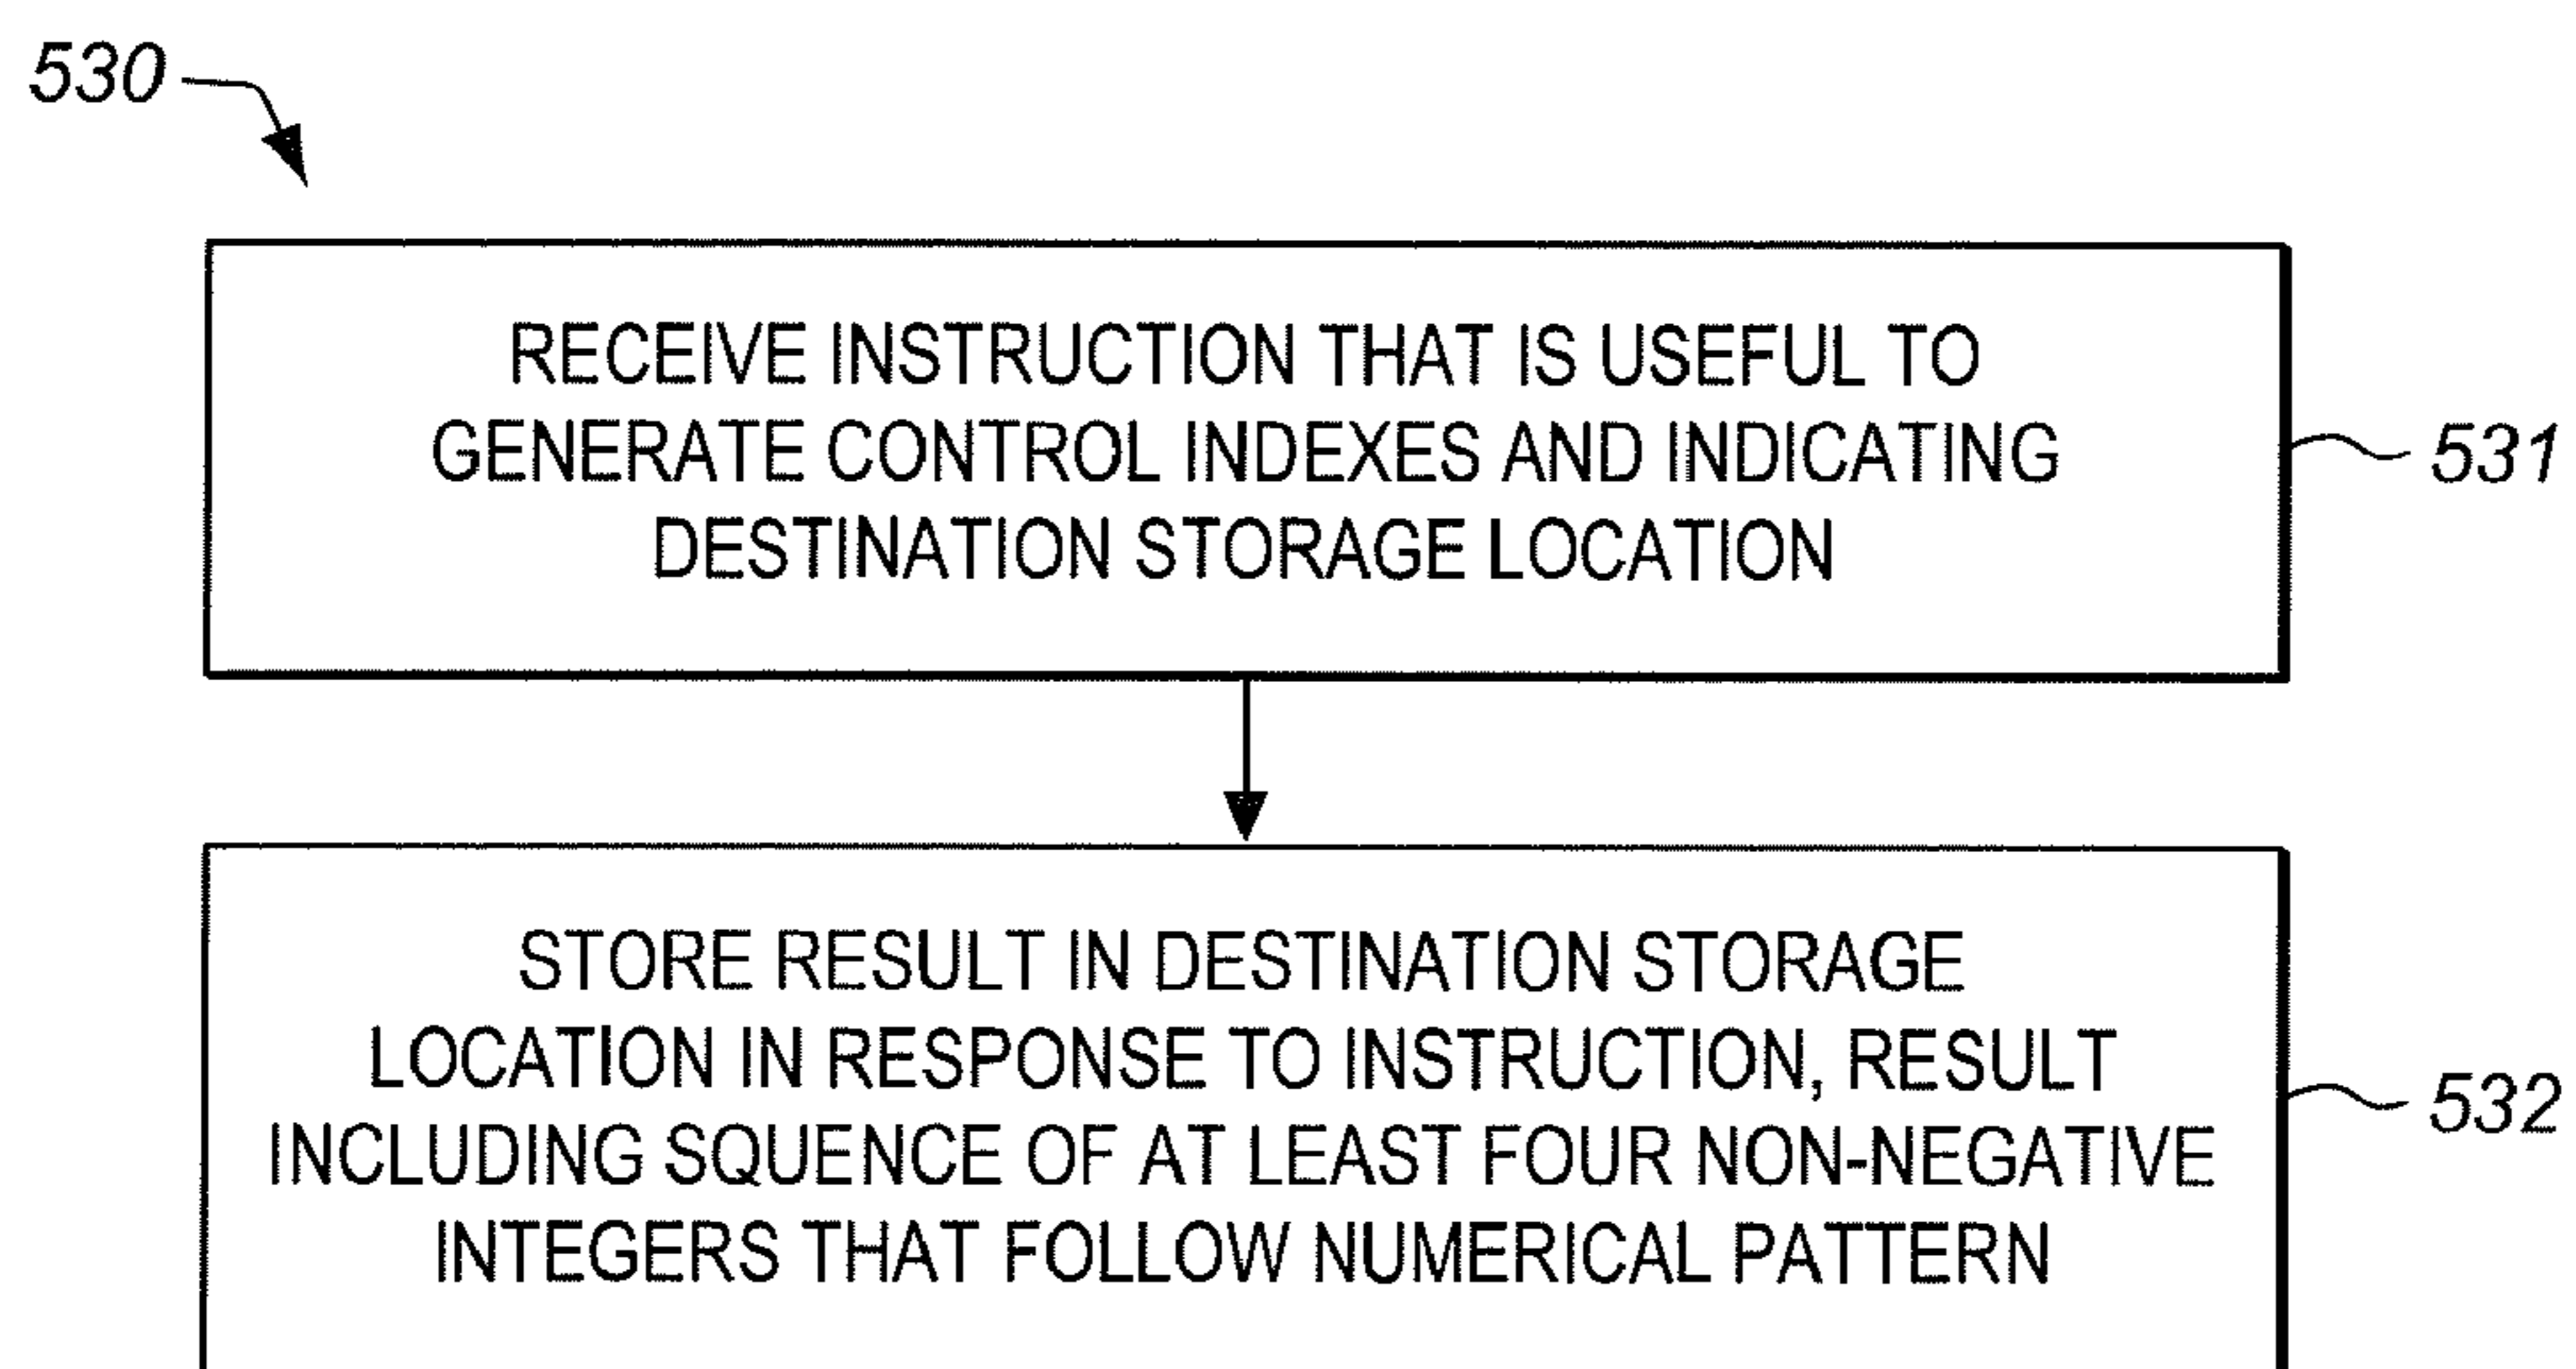 530
RECEIVE INSTRUCTION THAT IS USEFUL TO
GENERATE CONTROL INDEXES AND INDICATING
DESTINATION STORAGE LOCATION
531
STORE RESULT IN DESTINATION STORAGE
LOCATION IN RESPONSE TO INSTRUCTION, RESULT
INCLUDING SQUENCE OF AT LEAST FOUR NON-NEGATIVE
INTEGERS THAT FOLLOW NUMERICAL PATTERN
532